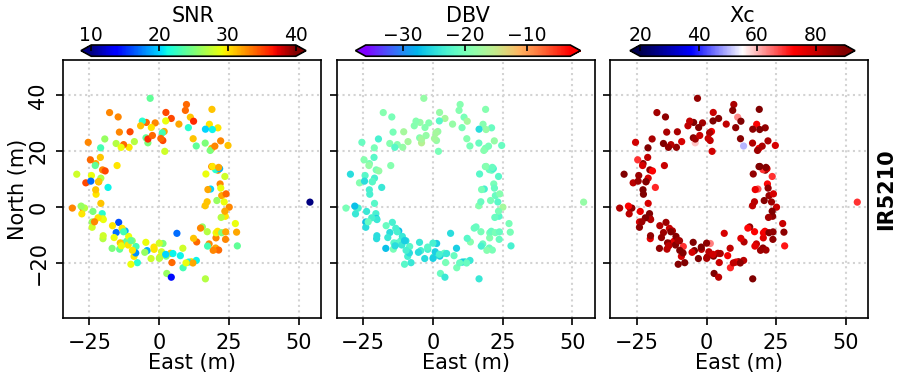 SNR DBV Xc
10 20 30 40 −30 −20 −10 20 40 60 80
40
20
0
−20
North (m)
−25 0 25 50 −25 0 25 50 −25 0 25 50
East (m) East (m) East (m)
IR5210